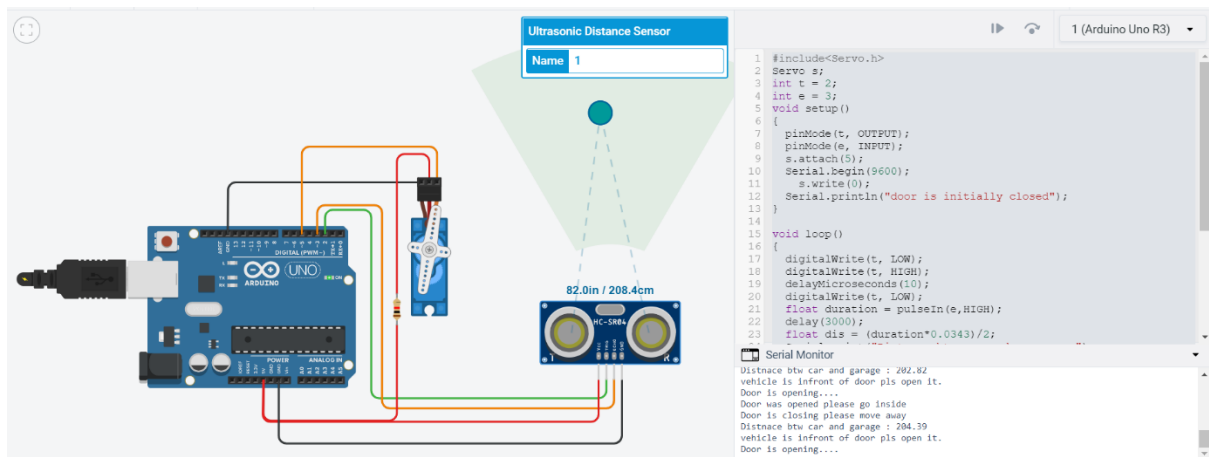 Ultrasonic Distance Sensor
Name 1
1 (Arduino Uno R3)
82.0in / 208.4cm
HC-SR04
T R
DIGITAL (PWM~)
ARDUINO
UNO
ON
TX
RX
L
AREF
GND
POWER
ANALOG IN
1 #include<Servo.h>
2 Servo s;
3 int t = 2;
4 int e = 3;
5 void setup()
6 {
7 pinMode(t, OUTPUT);
8 pinMode(e, INPUT);
9 s.attach(5);
10 Serial.begin(9600);
11 s.write(0);
12 Serial.println("door is initially closed");
13 }
14
15 void loop()
16 {
17 digitalWrite(t, LOW);
18 digitalWrite(t, HIGH);
19 delayMicroseconds(10);
20 digitalWrite(t, LOW);
21 float duration = pulseIn(e,HIGH);
22 delay(3000);
23 float dis = (duration*0.0343)/2;
Serial Monitor
Distnace btw car and garage : 202.82
vehicle is infront of door pls open it.
Door is opening....
Door was opened please go inside
Door is closing please move away
Distnace btw car and garage : 204.39
vehicle is infront of door pls open it.
Door is opening....